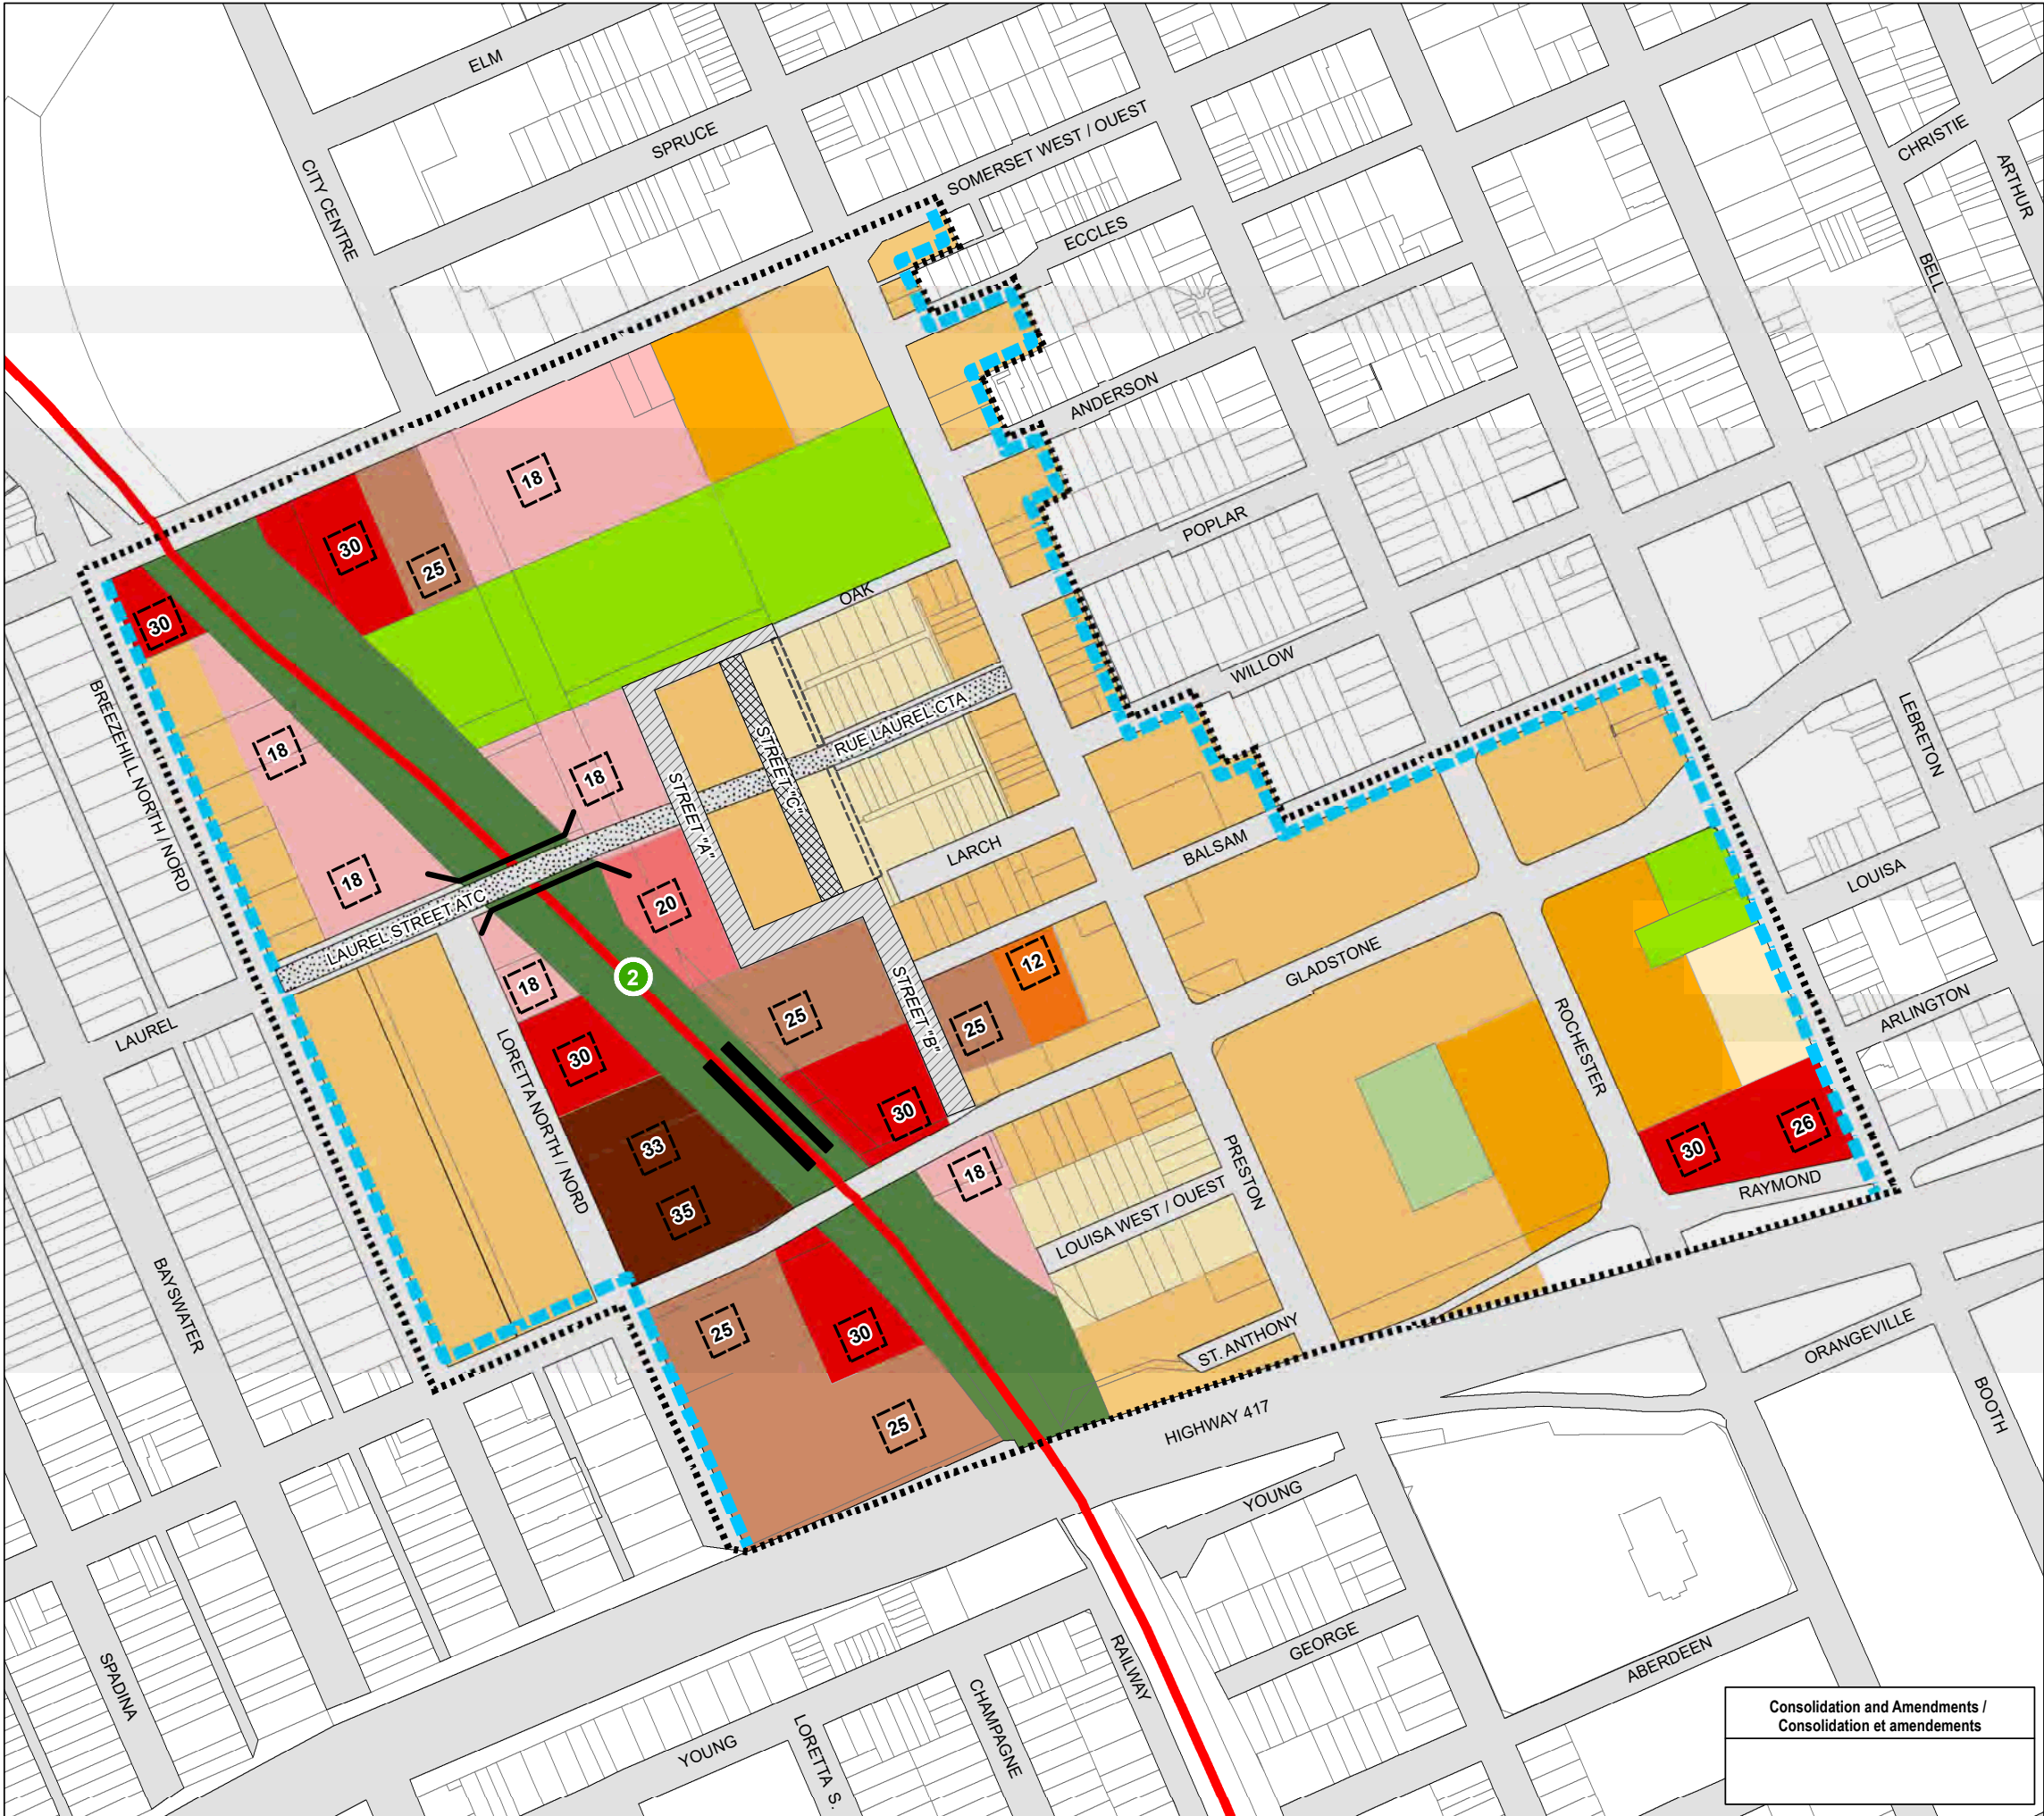 ELM
SPRUCE
CITY CENTRE
SOMERSET WEST / OUEST
CHRISTIE
ARTHUR
ECCLES
BELL
ANDERSON
18
30
25
POPLAR
30
OAK
WILLOW
BREEZEHILL NORTH / NORD
18
18
STREET "A"
STREET "C"
RUE LAUREL CTA
LEBRETON
LARCH
BALSAM
18
LAUREL STREET ATC
20
LOUISA
GLADSTONE
2
12
18
25
STREET "B"
25
ROCHESTER
ARLINGTON
LAUREL
LORETTA NORTH / NORD
30
30
33
35
18
PRESTON
30
26
RAYMOND
LOUISA WEST / OUEST
BAYSWATER
25
30
ST. ANTHONY
ORANGEVILLE
25
HIGHWAY 417
BOOTH
YOUNG
SPADINA
GEORGE
RAILWAY
ABERDEEN
CHAMPAGNE
YOUNG
LORETTA S.
Consolidation and Amendments /
Consolidation et amendements